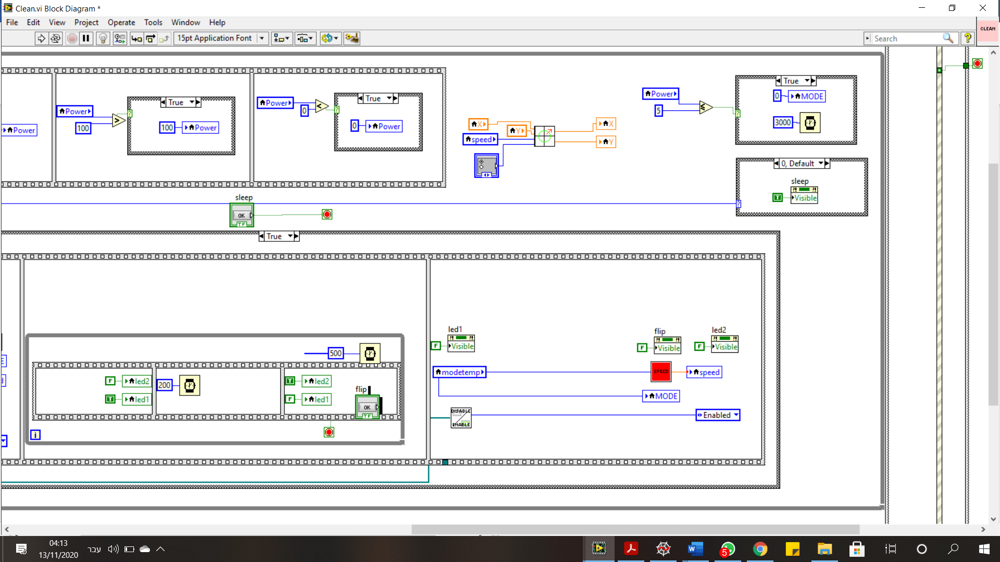 Clean.vi Block Diagram *
File Edit View Project Operate Tools Window Help
15pt Application Font
Search
CLEAN
Power
Power
100
True
100
Power
Power
0
True
0
Power
X
Y
speed
X
Y
Power
5
True
0
MODE
3000
0, Default
sleep
T
Visible
sleep
OK
TF
True
500
F
led2
T
led1
200
T
led2
F
led1
flip
OK
TF
i
led1
F
Visible
flip
F
Visible
led2
F
Visible
modetemp
SPEED
speed
MODE
DISABLE
ENABLE
Enabled
E
04:13
13/11/2020
עבר
5
W